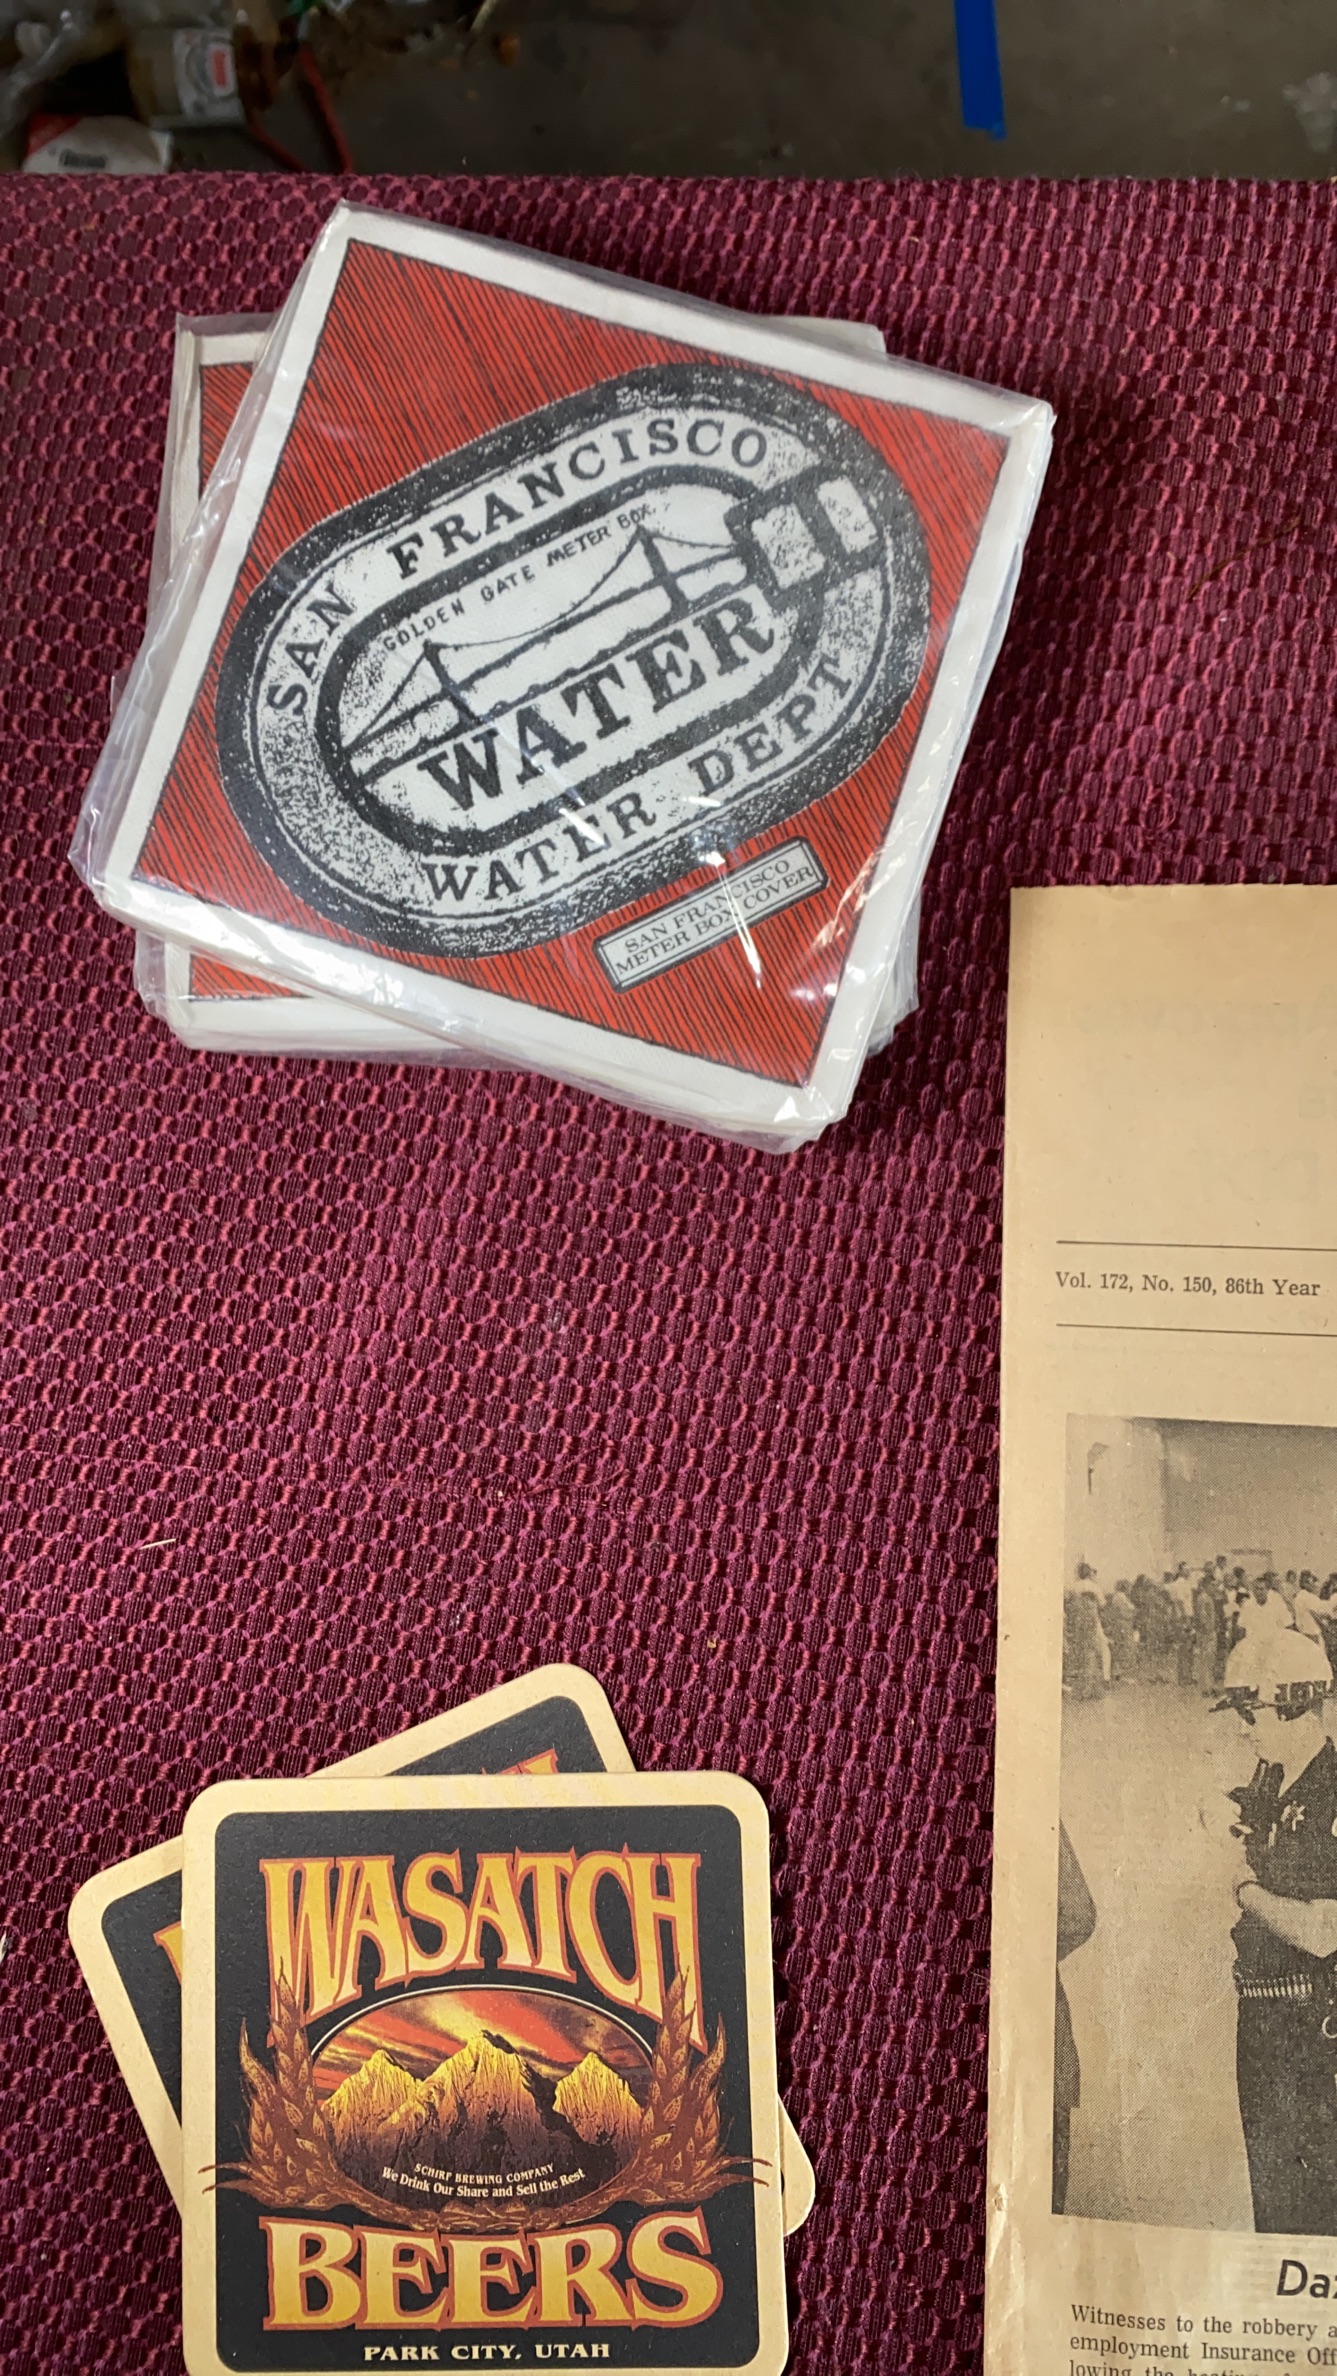 SAN FRANCISCO
GOLDEN GATE METER BOX.
WATER
WATER DEPT
SAN FRANCISCO
METER BOX COVER
Vol. 172, No. 150, 86th Year
WASATCH
SCHIRF BREWING COMPANY
We Drink Our Share and Sell the Rest
BEERS
PARK CITY, UTAH
Witnesses to the robbery
employment Insurance
lowing the